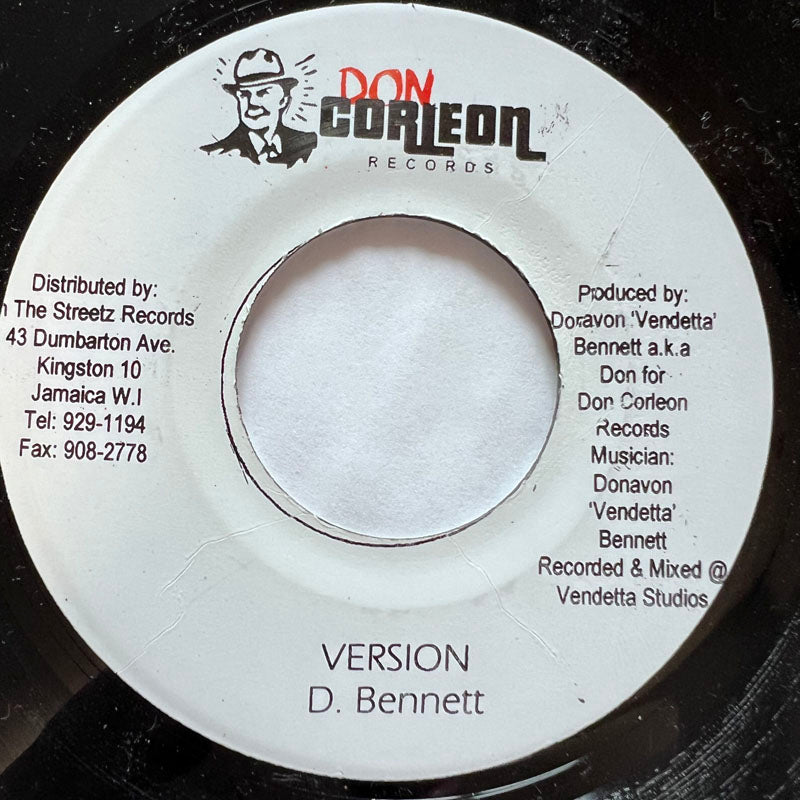 DON
CORLEON
RECORDS
Distributed by:
The Streetz Records
43 Dumbarton Ave.
Kingston 10
Jamaica W.I
Tel: 929-1194
Fax: 908-2778
Produced by:
Donavon 'Vendetta'
Bennett a.k.a
Don for
Don Corleon
Records
Musician:
Donavon
'Vendetta'
Bennett
Recorded & Mixed @
Vendetta Studios
VERSION
D. Bennett